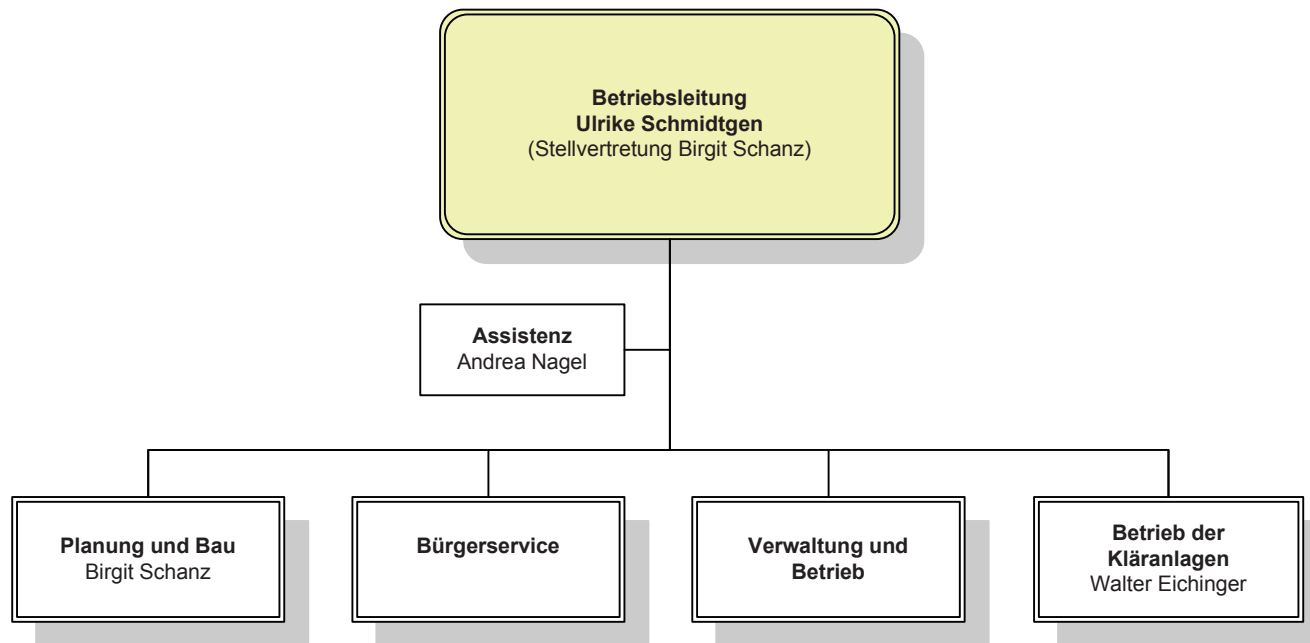 Betriebsleitung
Ulrike Schmidtgen
(Stellvertretung Birgit Schanz)
Assistenz
Andrea Nagel
Planung und Bau
Birgit Schanz
Bürgerservice
Verwaltung und
Betrieb
Betrieb der
Kläranlagen
Walter Eichinger